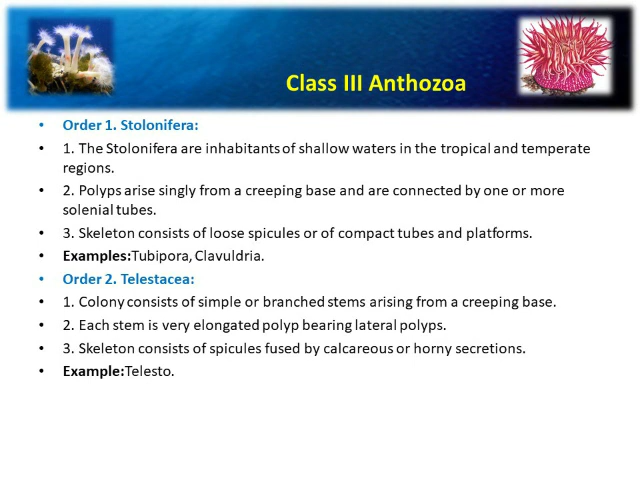 Class III Anthozoa
• Order 1. Stolonifera:
• 1. The Stolonifera are inhabitants of shallow waters in the tropical and temperate
regions.
• 2. Polyps arise singly from a creeping base and are connected by one or more
solenial tubes.
• 3. Skeleton consists of loose spicules or of compact tubes and platforms.
• Examples:Tubipora, Clavuldria.
• Order 2. Telestacea:
• 1. Colony consists of simple or branched stems arising from a creeping base.
• 2. Each stem is very elongated polyp bearing lateral polyps.
• 3. Skeleton consists of spicules fused by calcareous or horny secretions.
• Example:Telesto.